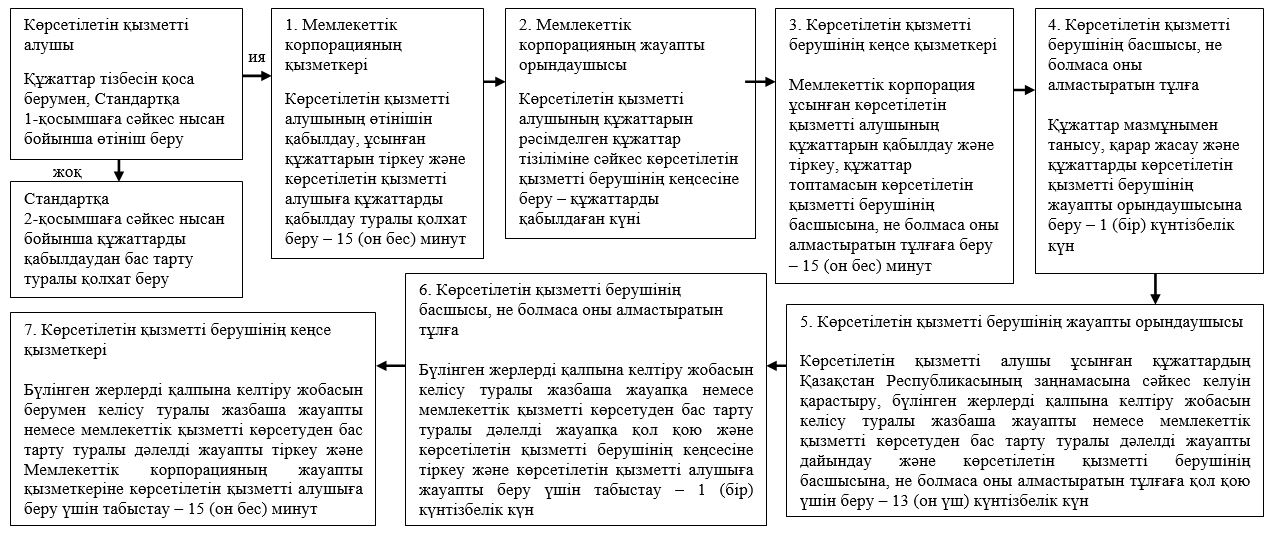 Көрсетілетін қызметті
алушы
Құжаттар тізбесін қоса
берумен, Стандартқа
1-қосымшаға сәйкес нысан
бойынша өтініш беру
ия
жоқ
Стандартқа
2-қосымшаға сәйкес нысан
бойынша құжаттарды
қабылдаудан бас тарту
туралы қолхат беру
1. Мемлекеттік
корпорацияның
қызметкері
Көрсетілетін қызметті
алушының өтінішін
қабылдау, ұсынған
құжаттарын тіркеу және
көрсетілетін қызметті
алушыға құжаттарды
қабылдау туралы қолхат
беру – 15 (он бес) минут
2. Мемлекеттік
корпорацияның жауапты
орындаушысы
Көрсетілетін қызметті
алушының құжаттарын
рәсімделген құжаттар
тізіліміне сәйкес көрсетілетін
қызметті берушінің кеңсесіне
беру – құжаттарды
қабылдаған күні
3. Көрсетілетін қызметті
берушінің кеңсе қызметкері
Мемлекеттік корпорация
ұсынған көрсетілетін
қызметті алушының
құжаттарын қабылдау және
тіркеу, құжаттар
топтамасын көрсетілетін
қызметті берушінің
басшысына, не болмаса оны
алмастыратын тұлғаға беру
– 15 (он бес) минут
4. Көрсетілетін қызметті
берушінің басшысы, не
болмаса оны
алмастыратын тұлға
Құжаттар мазмұнымен
танысу, қарар жасау және
құжаттарды көрсетілетін
қызметті берушінің
жауапты орындаушысына
беру – 1 (бір) күнтізбелік
күн
5. Көрсетілетін қызметті берушінің жауапты орындаушысы
Көрсетілетін қызметті алушы ұсынған құжаттардың
Қазақстан Республикасының заңнамасына сәйкес келуін
қарастыру, бүлінген жерлерді қалпына келтіру жобасын
келісу туралы жазбаша жауапты немесе мемлекеттік
қызметті көрсетуден бас тарту туралы дәлелді жауапты
дайындау және көрсетілетін қызметті берушінің
басшысына, не болмаса оны алмастыратын тұлғаға қол қою
үшін беру – 13 (он үш) күнтізбелік күн
6. Көрсетілетін қызметті берушінің
басшысы, не болмаса оны алмастыратын
тұлға
Бүлінген жерлерді қалпына келтіру жобасын
келісу туралы жазбаша жауапқа немесе
мемлекеттік қызметті көрсетуден бас тарту
туралы дәлелді жауапқа қол қою және
көрсетілетін қызметті берушінің кеңсесіне
тіркеу және көрсетілетін қызметті алушыға
жауапты беру үшін табыстау – 1 (бір)
күнтізбелік күн
7. Көрсетілетін қызметті берушінің кеңсе
қызметкері
Бүлінген жерлерді қалпына келтіру жобасын
берумен келісу туралы жазбаша жауапты
немесе мемлекеттік қызметті көрсетуден бас
тарту туралы дәлелді жауапты тіркеу және
Мемлекеттік корпорацияның жауапты
қызметкеріне көрсетілетін қызметті алушыға
беру үшін табыстау – 15 (он бес) минут